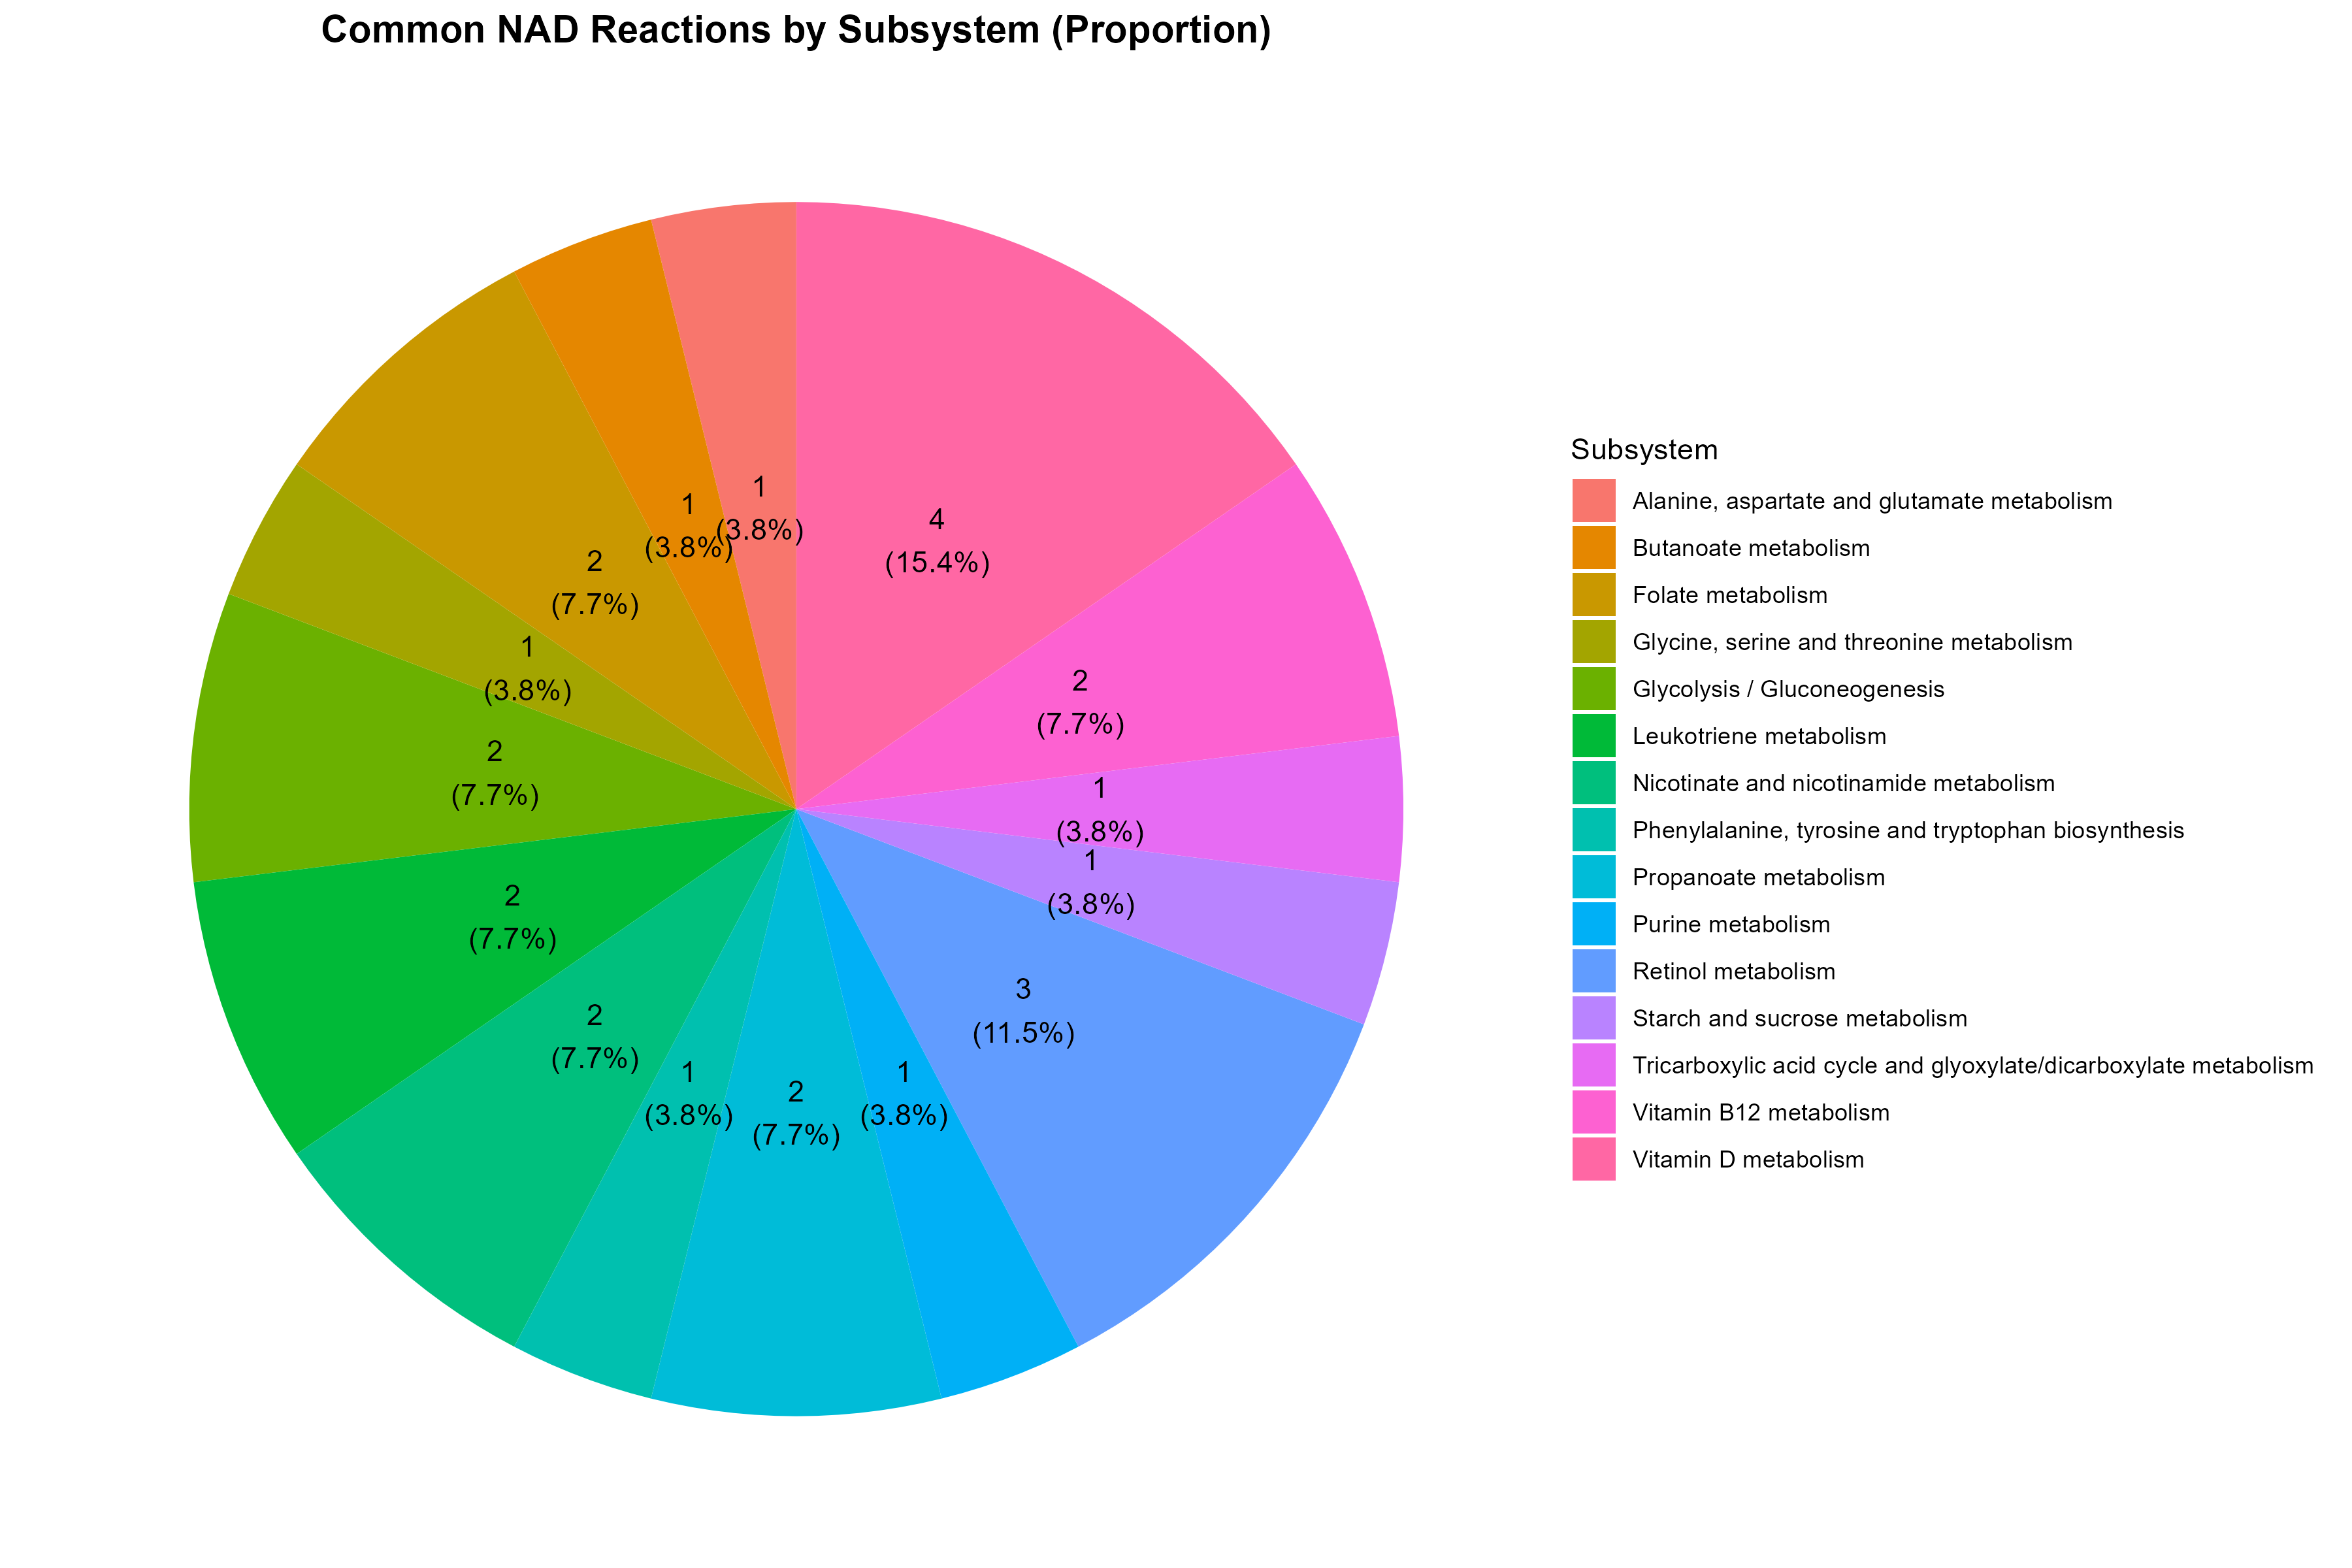 Common NAD Reactions by Subsystem (Proportion)
1
(3.8%)
1
(3.8%)
4
(15.4%)
2
(7.7%)
1
(3.8%)
2
(7.7%)
2
(7.7%)
1
(3.8%)
1
(3.8%)
2
(7.7%)
3
(11.5%)
2
(7.7%)
1
(3.8%)
2
(7.7%)
1
(3.8%)
Subsystem
Alanine, aspartate and glutamate metabolism
Butanoate metabolism
Folate metabolism
Glycine, serine and threonine metabolism
Glycolysis / Gluconeogenesis
Leukotriene metabolism
Nicotinate and nicotinamide metabolism
Phenylalanine, tyrosine and tryptophan biosynthesis
Propanoate metabolism
Purine metabolism
Retinol metabolism
Starch and sucrose metabolism
Tricarboxylic acid cycle and glyoxylate/dicarboxylate metabolism
Vitamin B12 metabolism
Vitamin D metabolism